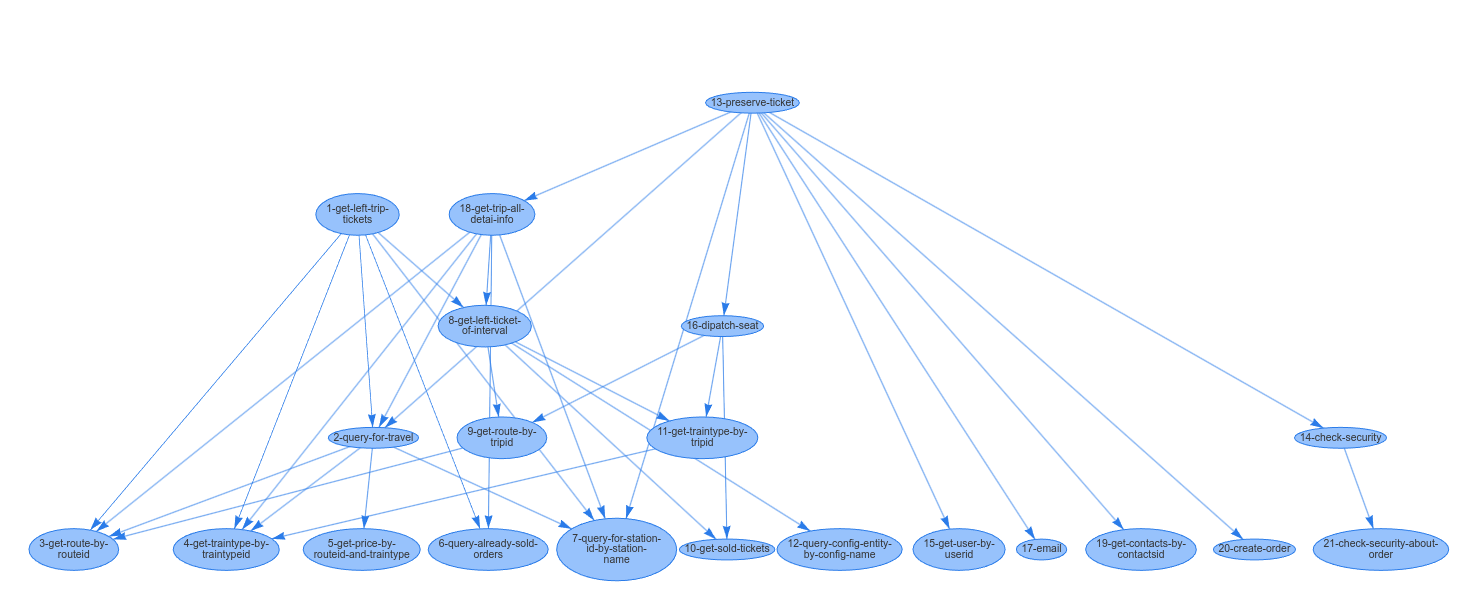 13-preserve-ticket
1-get-left-trip-
tickets
18-get-trip-all-
detai-info
8-get-left-ticket-
of-interval
16-dipatch-seat
2-query-for-travel
9-get-route-by-
tripid
11-get-traintype-by-
tripid
14-check-security
3-get-route-by-
routeid
4-get-traintype-by-
traintypeid
5-get-price-by-
routeid-and-traintype
6-query-already-sold-
orders
7-query-for-station-
id-by-station-
name
10-get-sold-tickets
12-query-config-entity-
by-config-name
15-get-user-by-
userid
17-email
19-get-contacts-by-
contactsid
20-create-order
21-check-security-about-
order